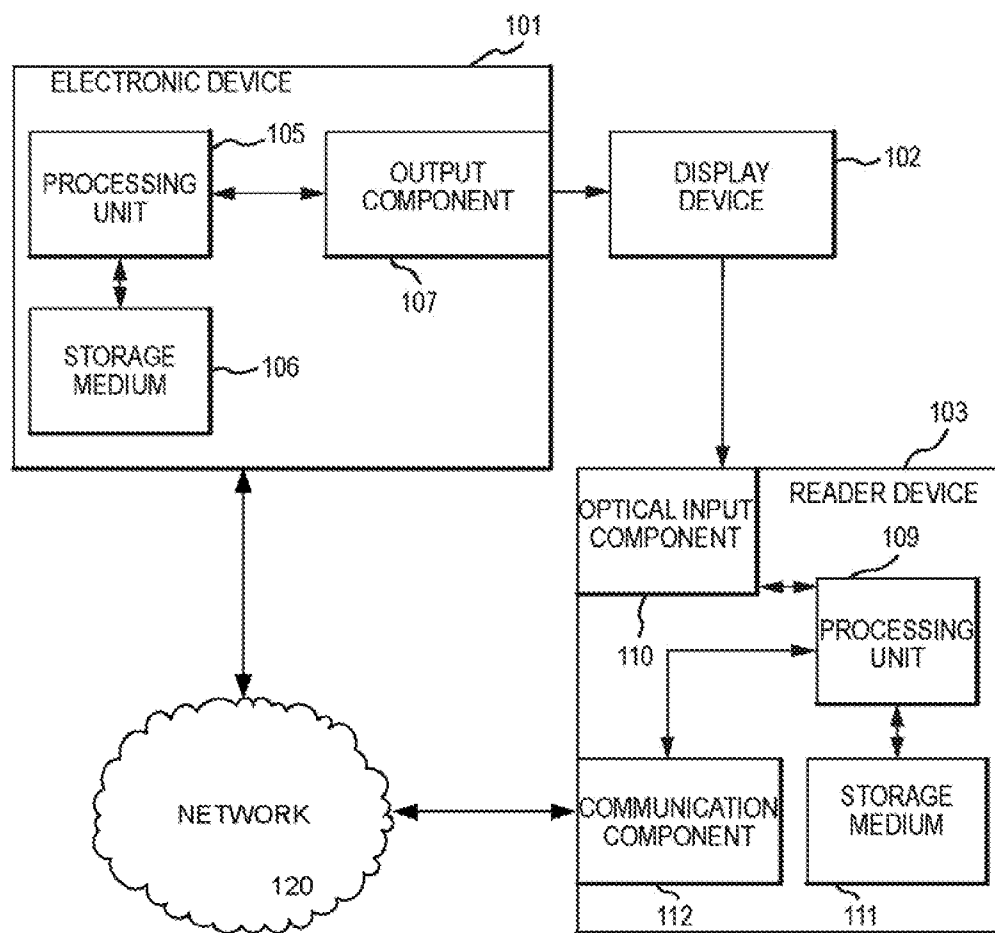 101
ELECTRONIC DEVICE
105
PROCESSING
UNIT
OUTPUT
COMPONENT
107
DISPLAY
DEVICE
102
STORAGE
MEDIUM
106
103
READER DEVICE
OPTICAL INPUT
COMPONENT
110
109
PROCESSING
UNIT
NETWORK
120
COMMUNICATION
COMPONENT
112
STORAGE
MEDIUM
111